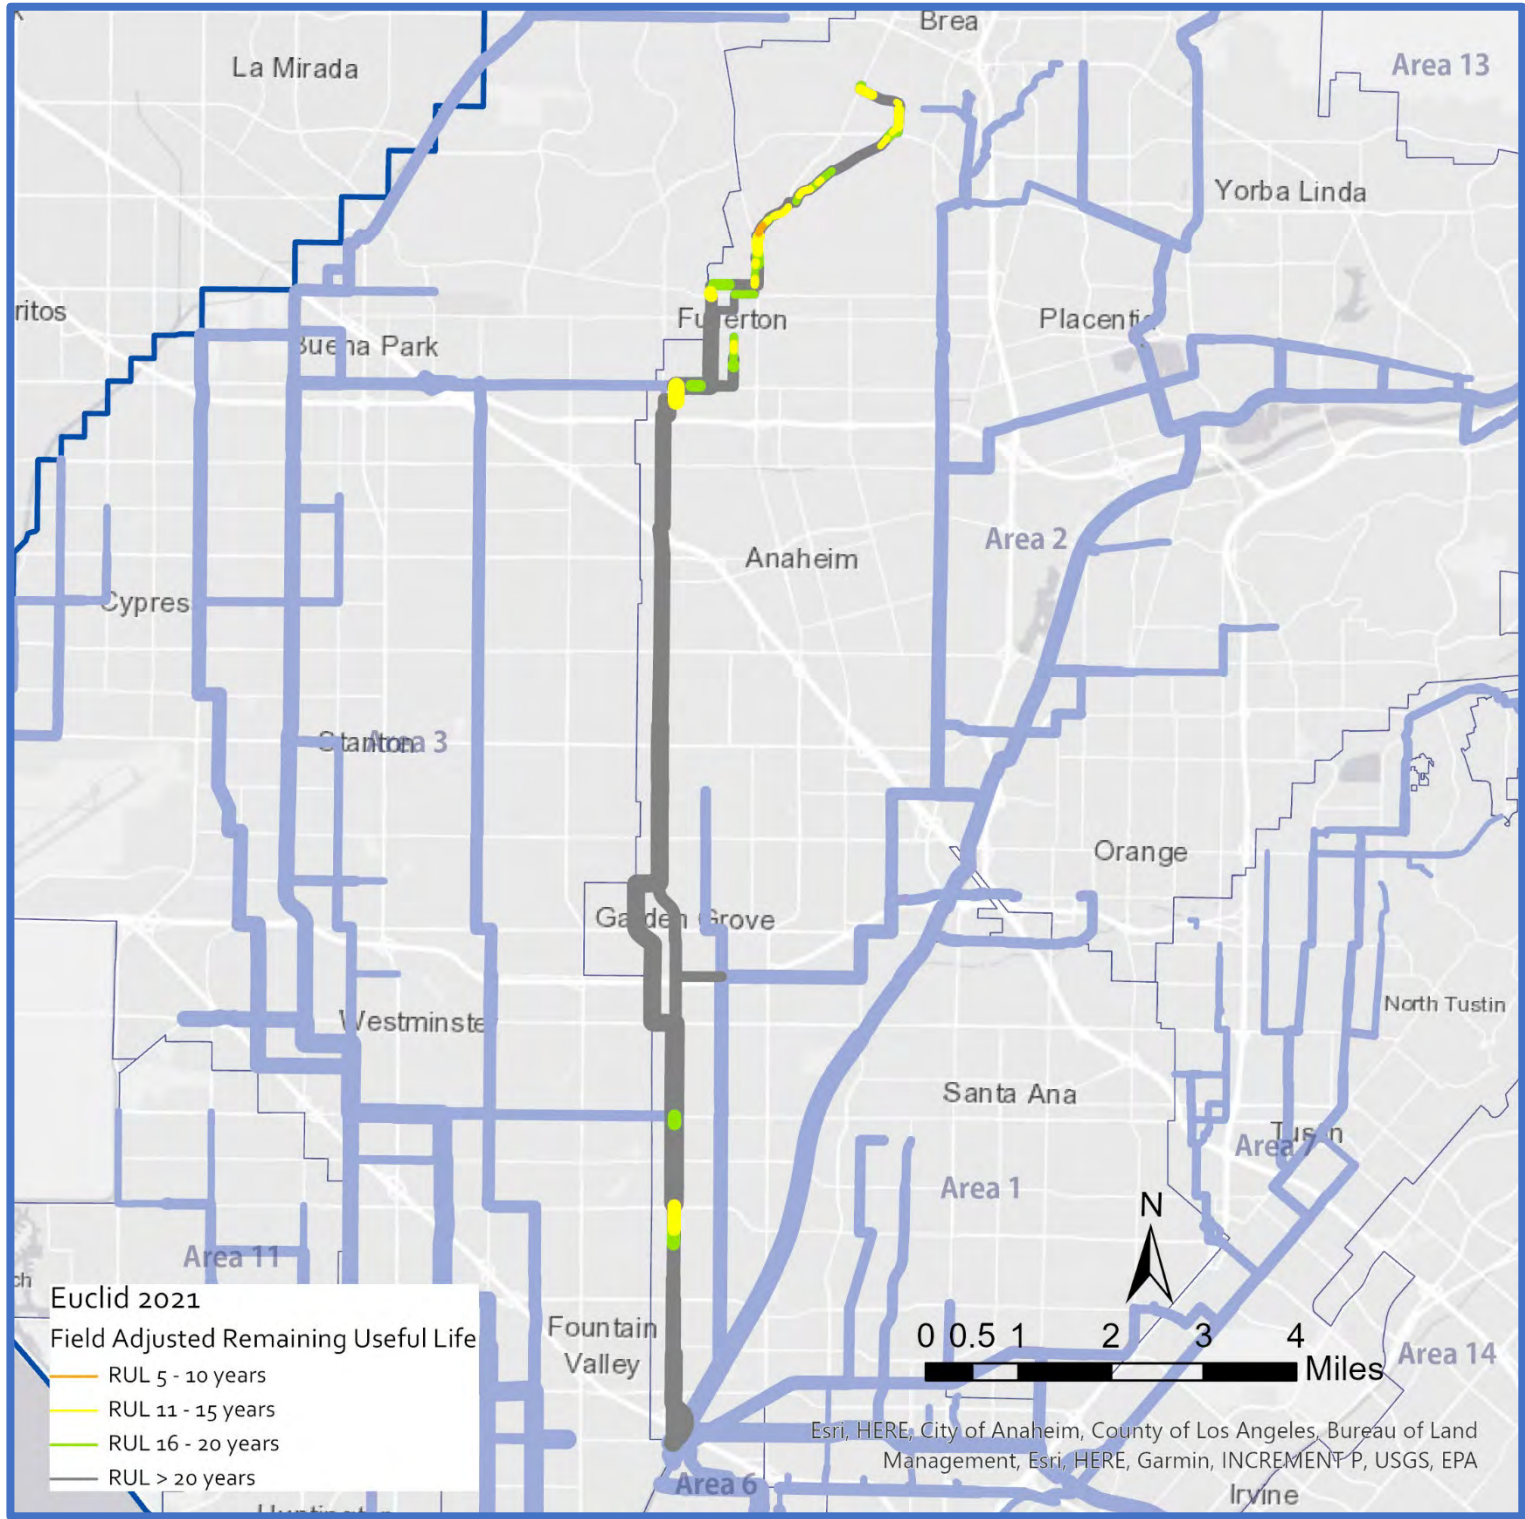 Brea
La Mirada
Area 13
Yorba Linda
ritos
Fullerton
Placentia
Buena Park
Area 2
Anaheim
Cypres
Stanton
Area 3
Orange
Garden Grove
North Tustin
Westminste
Santa Ana
Tustin
Area 7
Area 1
N
Area 11
ch
Euclid 2021
Field Adjusted Remaining Useful Life
RUL 5 - 10 years
RUL 11 - 15 years
RUL 16 - 20 years
RUL > 20 years
Fountain
Valley
0 0.5 1 2 3 4
Miles
Area 14
Esri, HERE, City of Anaheim, County of Los Angeles, Bureau of Land
Management, Esri, HERE, Garmin, INCREMENT P, USGS, EPA
Area 6
Irvine